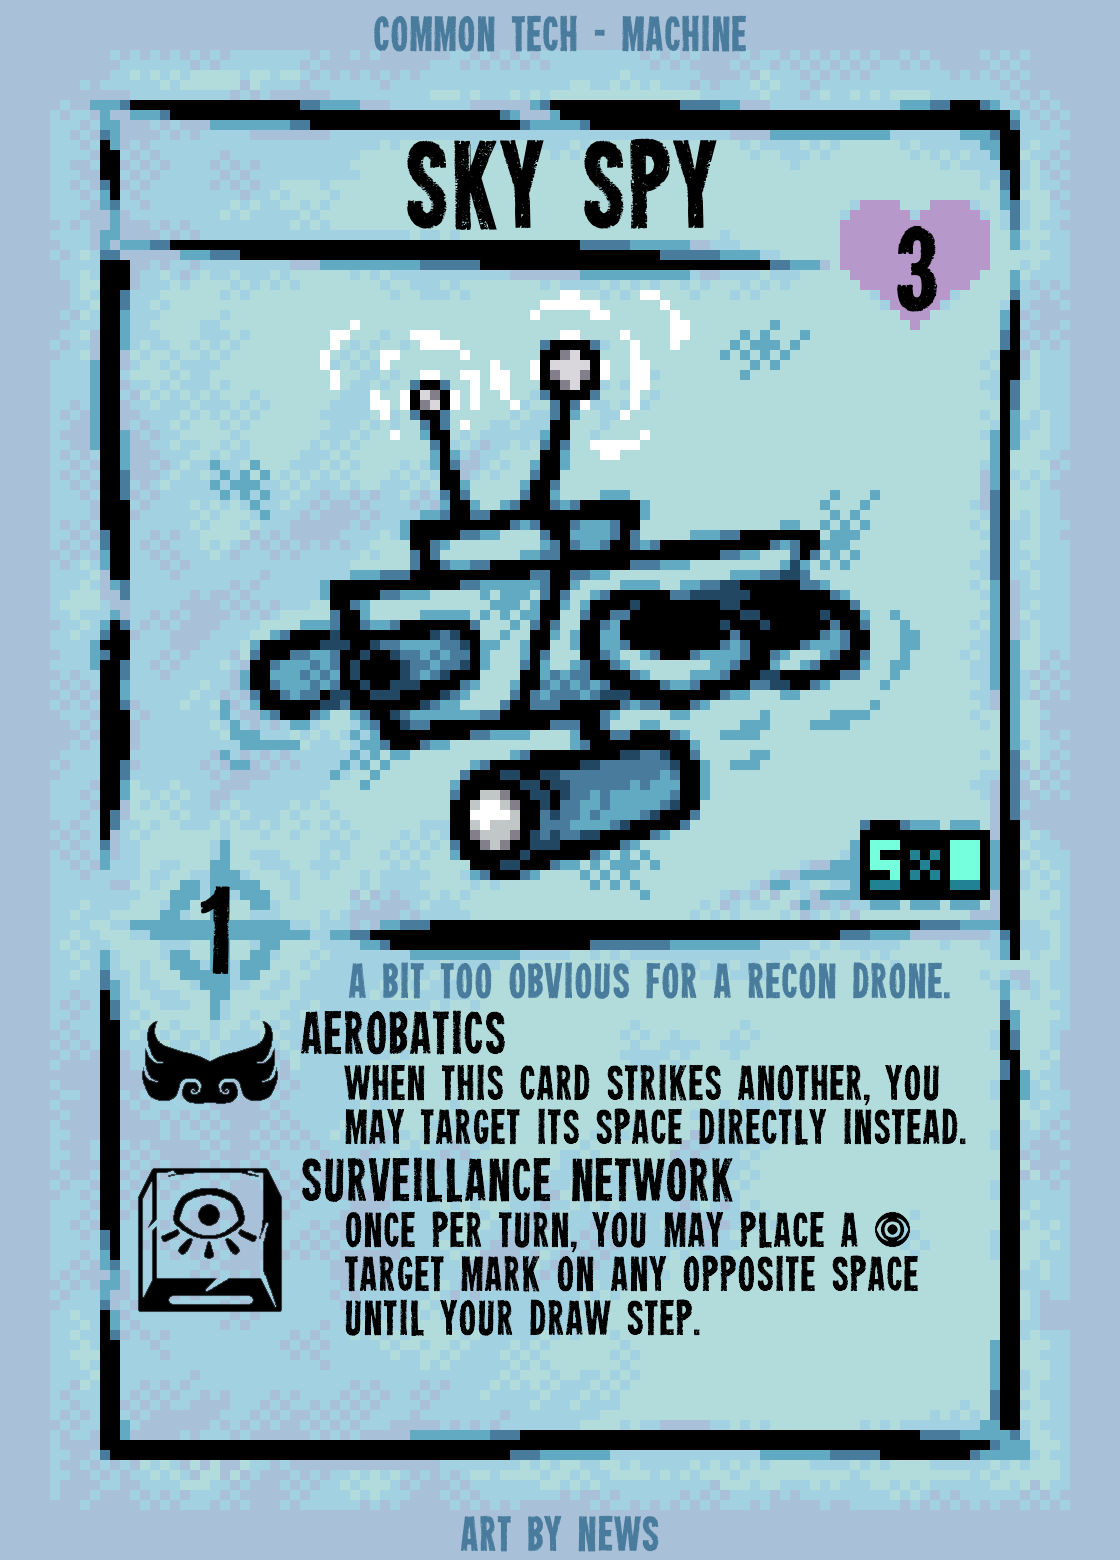 COMMON TECH - MACHINE
SKY SPY
3
5 x
1
A BIT TOO OBVIOUS FOR A RECON DRONE.
AEROBATICS
WHEN THIS CARD STRIKES ANOTHER, YOU
MAY TARGET ITS SPACE DIRECTLY INSTEAD.
SURVEILLANCE NETWORK
ONCE PER TURN, YOU MAY PLACE A
TARGET MARK ON ANY OPPOSITE SPACE
UNTIL YOUR DRAW STEP.
ART BY NEWS